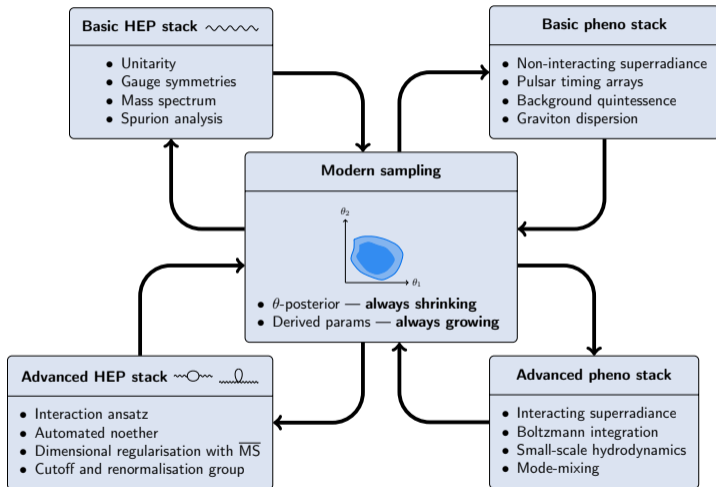 Basic HEP stack
• Unitarity
• Gauge symmetries
• Mass spectrum
• Spurion analysis
Basic pheno stack
• Non-interacting superradiance
• Pulsar timing arrays
• Background quintessence
• Graviton dispersion
Modern sampling
θ₂
θ₁
• θ-posterior — always shrinking
• Derived params — always growing
Advanced HEP stack
• Interaction ansatz
• Automated noether
• Dimensional regularisation with M̅S̅
• Cutoff and renormalisation group
Advanced pheno stack
• Interacting superradiance
• Boltzmann integration
• Small-scale hydrodynamics
• Mode-mixing